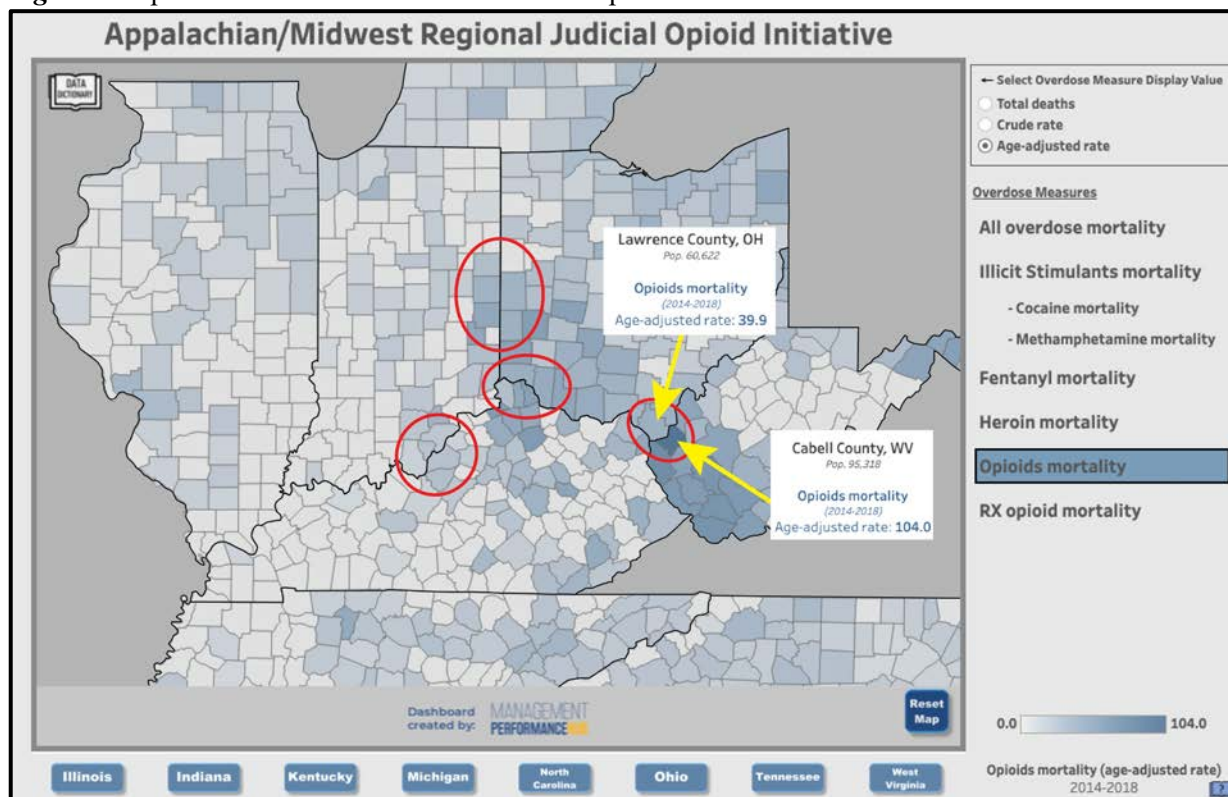 Appalachian/Midwest Regional Judicial Opioid Initiative
DATA
DICTIONARY
← Select Overdose Measure Display Value
Total deaths
Crude rate
Age-adjusted rate
Overdose Measures
All overdose mortality
Illicit Stimulants mortality
- Cocaine mortality
- Methamphetamine mortality
Fentanyl mortality
Heroin mortality
Opioids mortality
RX opioid mortality
Lawrence County, OH
Pop. 60,622
Opioids mortality
(2014-2018)
Age-adjusted rate: 39.9
Cabell County, WV
Pop. 95,318
Opioids mortality
(2014-2018)
Age-adjusted rate: 104.0
Dashboard
created by:
MANAGEMENT
PERFORMANCE HUB
Reset
Map
0.0 104.0
Opioids mortality (age-adjusted rate)
2014-2018
Illinois
Indiana
Kentucky
Michigan
North
Carolina
Ohio
Tennessee
West
Virginia